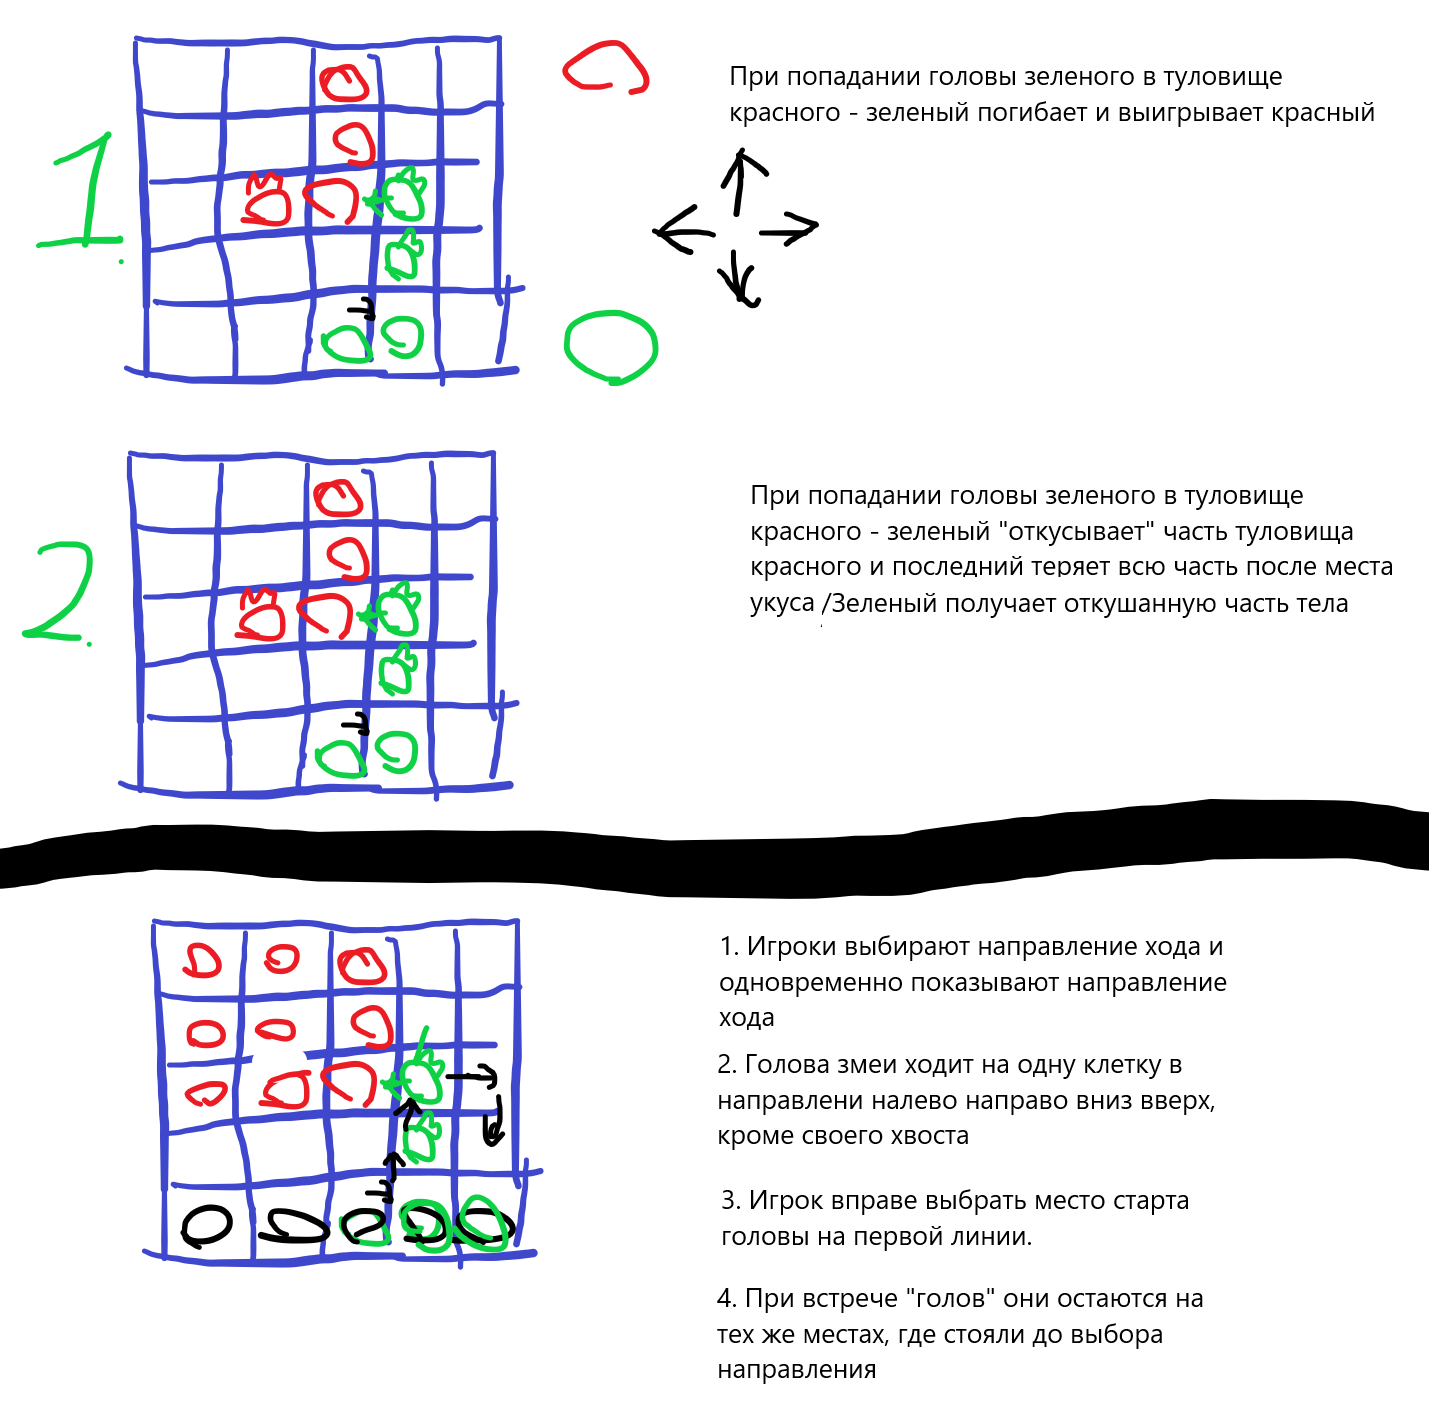 1.
При попадании головы зеленого в туловище
красного - зеленый погибает и выигрывает красный
2.
При попадании головы зеленого в туловище
красного - зеленый "откусывает" часть туловища
красного и последний теряет всю часть после места
укуса /Зеленый получает откушанную часть тела
1. Игроки выбирают направление хода и
одновременно показывают направление
хода
2. Голова змеи ходит на одну клетку в
направлени налево направо вниз вверх,
кроме своего хвоста
3. Игрок вправе выбрать место старта
головы на первой линии.
4. При встрече "голов" они остаются на
тех же местах, где стояли до выбора
направления